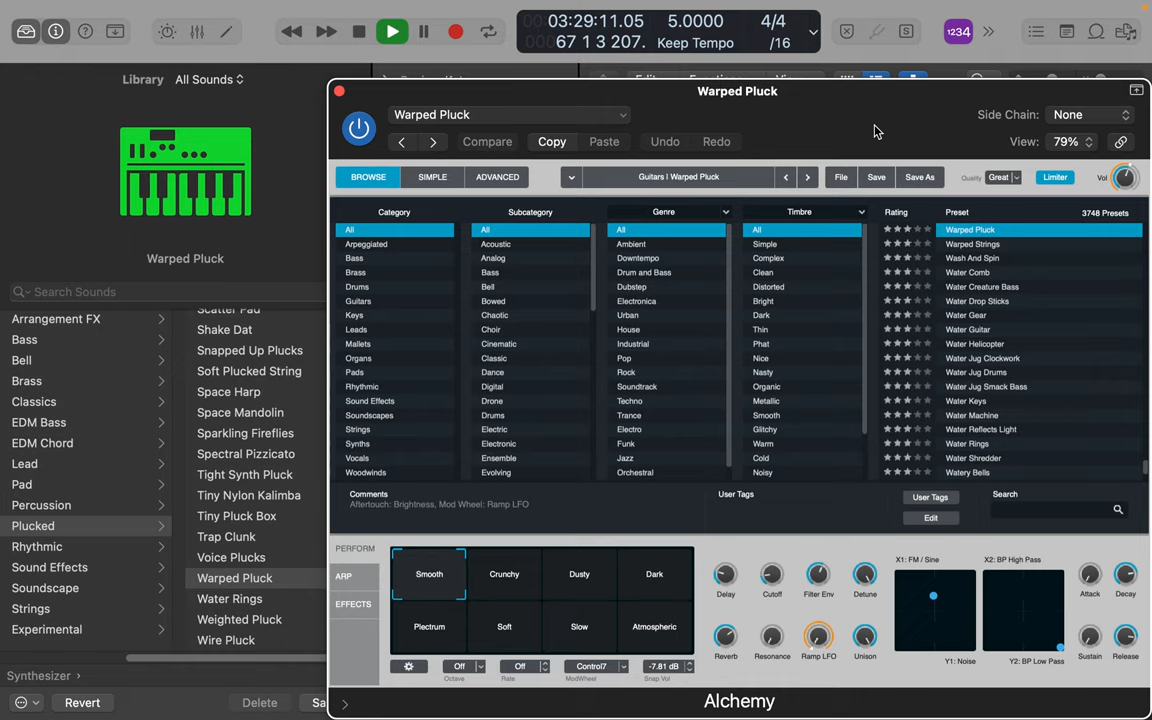 03:29:11.05 5.0000 4/4
00067 1 3 207. Keep Tempo /16
1234
Library All Sounds
Warped Pluck
Search Sounds
Arrangement FX
Bass
Bell
Brass
Classics
EDM Bass
EDM Chord
Lead
Pad
Percussion
Plucked
Rhythmic
Sound Effects
Soundscape
Strings
Experimental
Scatter Pad
Shake Dat
Snapped Up Plucks
Soft Plucked String
Space Harp
Space Mandolin
Sparkling Fireflies
Spectral Pizzicato
Tight Synth Pluck
Tiny Nylon Kalimba
Tiny Pluck Box
Trap Clunk
Voice Plucks
Warped Pluck
Water Rings
Weighted Pluck
Wire Pluck
Synthesizer
Revert
Delete
Sa
Warped Pluck
Warped Pluck
Side Chain: None
Compare Copy Paste Undo Redo
View: 79%
BROWSE SIMPLE ADVANCED
Guitars | Warped Pluck
File Save Save As
Quality Great Limiter Vol
Category
All
Arpeggiated
Bass
Brass
Drums
Guitars
Keys
Leads
Mallets
Organs
Pads
Rhythmic
Sound Effects
Soundscapes
Strings
Synths
Vocals
Woodwinds
Subcategory
All
Acoustic
Analog
Bass
Bell
Bowed
Chaotic
Choir
Cinematic
Classic
Dance
Digital
Drone
Drums
Electric
Electronic
Ensemble
Evolving
Genre
All
Ambient
Downtempo
Drum and Bass
Dubstep
Electronica
Urban
House
Industrial
Pop
Rock
Soundtrack
Techno
Trance
Electro
Funk
Jazz
Orchestral
Timbre
All
Simple
Complex
Clean
Distorted
Bright
Dark
Thin
Phat
Nice
Nasty
Organic
Metallic
Smooth
Glitchy
Warm
Cold
Noisy
Rating Preset 3748 Presets
Warped Pluck
Warped Strings
Wash And Spin
Water Comb
Water Creature Bass
Water Drop Sticks
Water Gear
Water Guitar
Water Helicopter
Water Jug Clockwork
Water Jug Drums
Water Jug Smack Bass
Water Keys
Water Machine
Water Reflects Light
Water Rings
Water Shredder
Watery Bells
Comments
Aftertouch: Brightness, Mod Wheel: Ramp LFO
User Tags
User Tags
Edit
Search
PERFORM
ARP
EFFECTS
Smooth Crunchy Dusty Dark
Plectrum Soft Slow Atmospheric
Off Off Control7 -7.81 dB
Octave Rate ModWheel Snap Vol
Delay Cutoff Filter Env Detune
Reverb Resonance Ramp LFO Unison
X1: FM / Sine X2: BP High Pass
Y1: Noise Y2: BP Low Pass
Attack Decay
Sustain Release
Alchemy